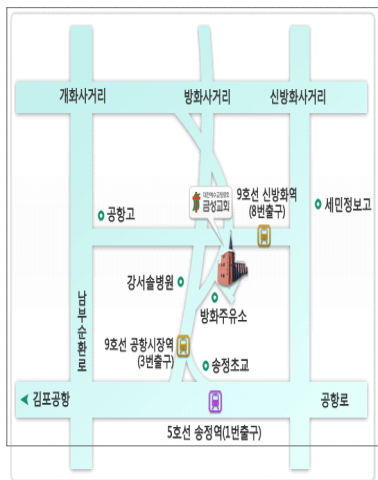 개화사거리
방화사거리
신방화사거리
대한예수교장로회
금성교회
9호선 신방화역
(8번출구)
세민정보고
공항고
강서솔병원
방화주유소
남부순환로
9호선 공항시장역
(3번출구)
송정초교
김포공항
공항로
5호선 송정역(1번출구)